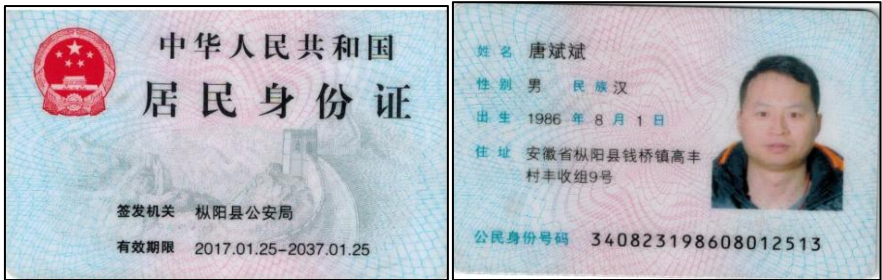 中华人民共和国
居民身份证
签发机关 枞阳县公安局
有效期限 2017.01.25-2037.01.25
姓名 唐斌斌
性别 男 民族 汉
出生 1986 年 8 月 1 日
住址 安徽省枞阳县钱桥镇高丰
村丰收组9号
公民身份号码 340823198608012513